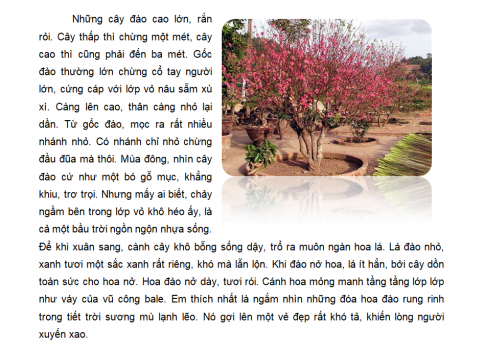 Những cây đào cao lớn, rắn
rỏi. Cây thấp thì chừng một mét, cây
cao thì cũng phải đến ba mét. Gốc
đào thường lớn chừng cổ tay người
lớn, cứng cáp với lớp vỏ nâu sẫm xù
xì. Càng lên cao, thân càng nhỏ lại
dần. Từ gốc đào, mọc ra rất nhiều
nhánh nhỏ. Có nhánh chỉ nhỏ chừng
đầu đũa mà thôi. Mùa đông, nhìn cây
đào cứ như một bó gỗ mục, khẳng
khiu, trơ trọi. Nhưng mấy ai biết, chảy
ngầm bên trong lớp vỏ khô héo ấy, là
cả một bầu trời ngồn ngộn nhựa sống.
Để khi xuân sang, cành cây khô bỗng sống dậy, trổ ra muôn ngàn hoa lá. Lá đào nhỏ,
xanh tươi một sắc xanh rất riêng, khó mà lẫn lộn. Khi đào nở hoa, lá ít hẳn, bởi cây dồn
toàn sức cho hoa nở. Hoa đào nở dày, tươi rói. Cánh hoa mỏng manh tầng tầng lớp lớp
như váy của vũ công bale. Em thích nhất là ngắm nhìn những đóa hoa đào rung rinh
trong tiết trời sương mù lạnh lẽo. Nó gợi lên một vẻ đẹp rất khó tả, khiến lòng người
xuyến xao.